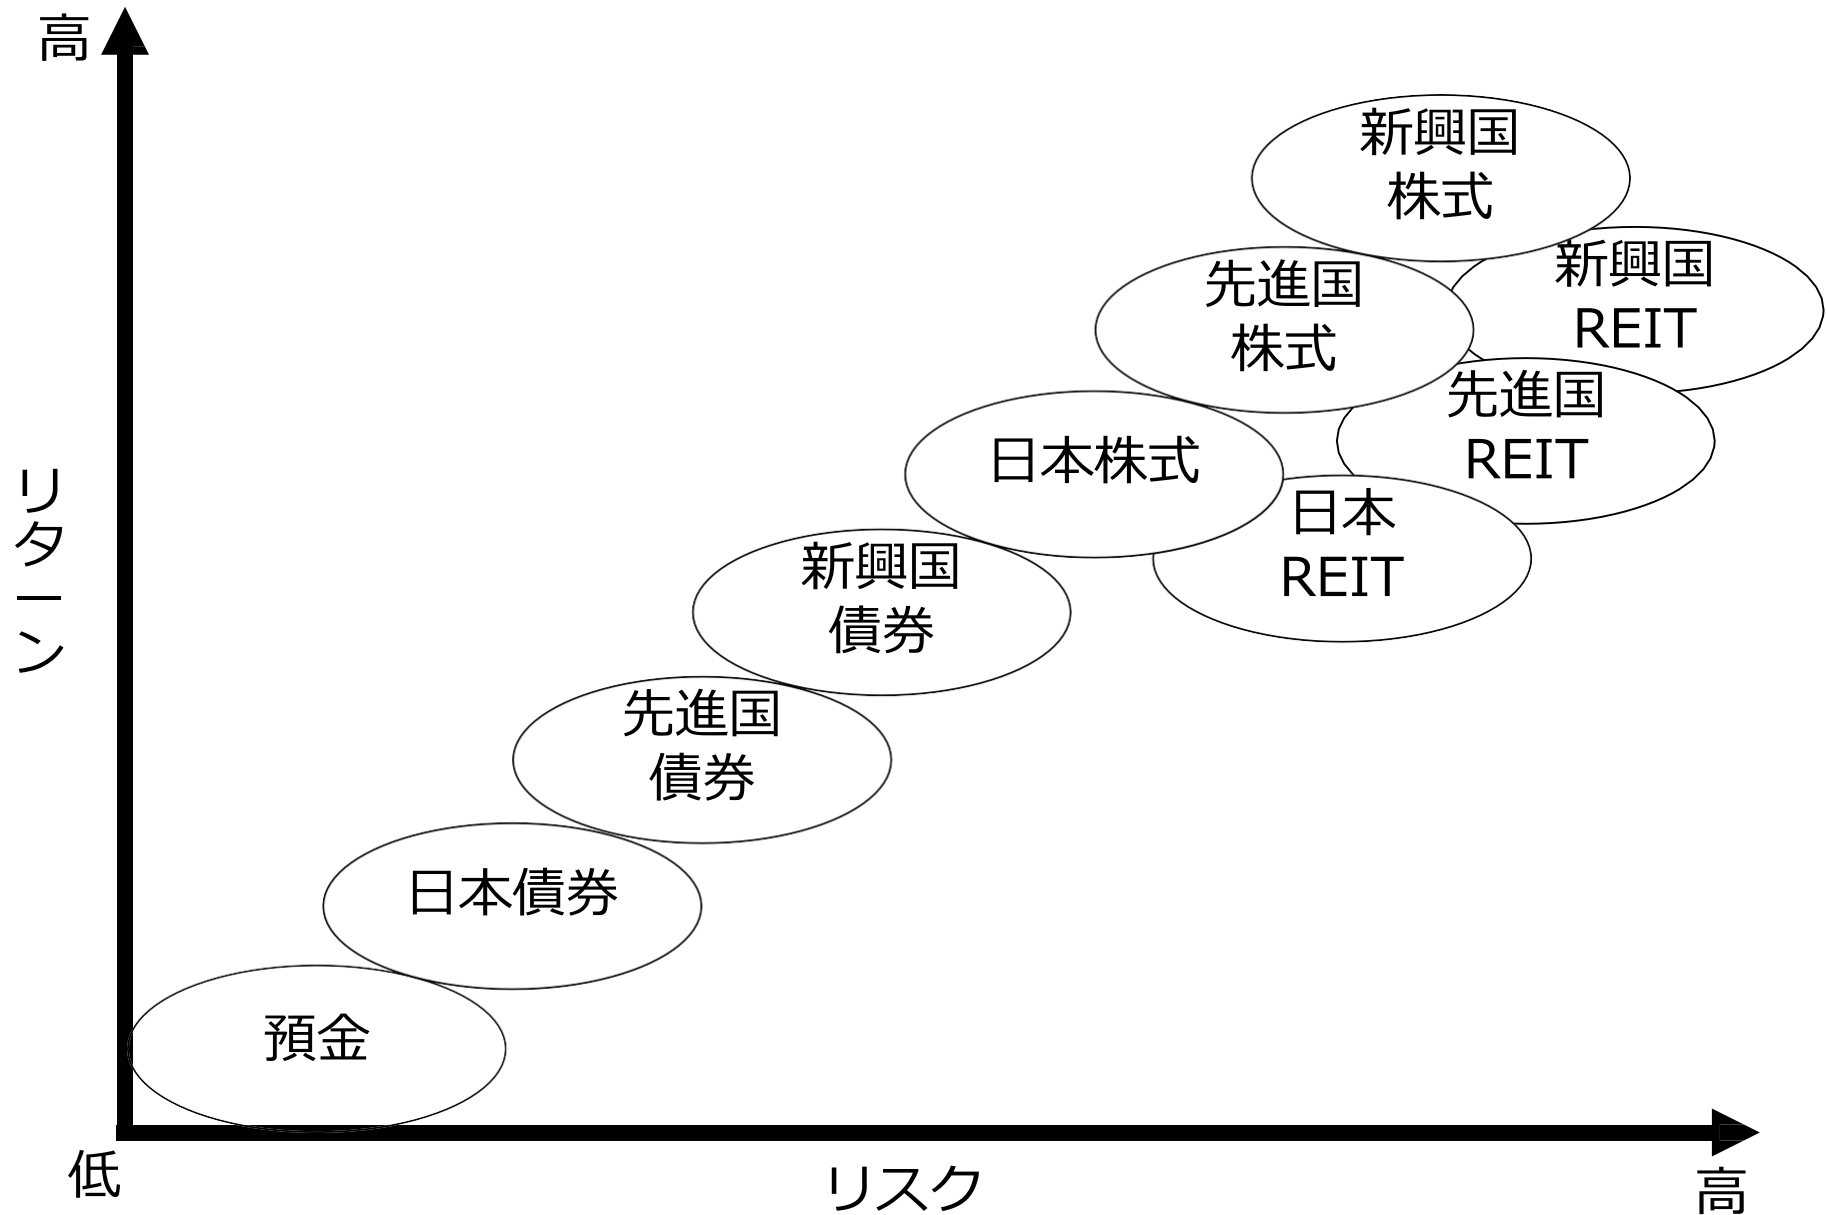 高
新興国
株式
新興国
REIT
先進国
株式
先進国
REIT
日本株式
日本
REIT
新興国
債券
先進国
債券
日本債券
預金
リターン
低
リスク
高